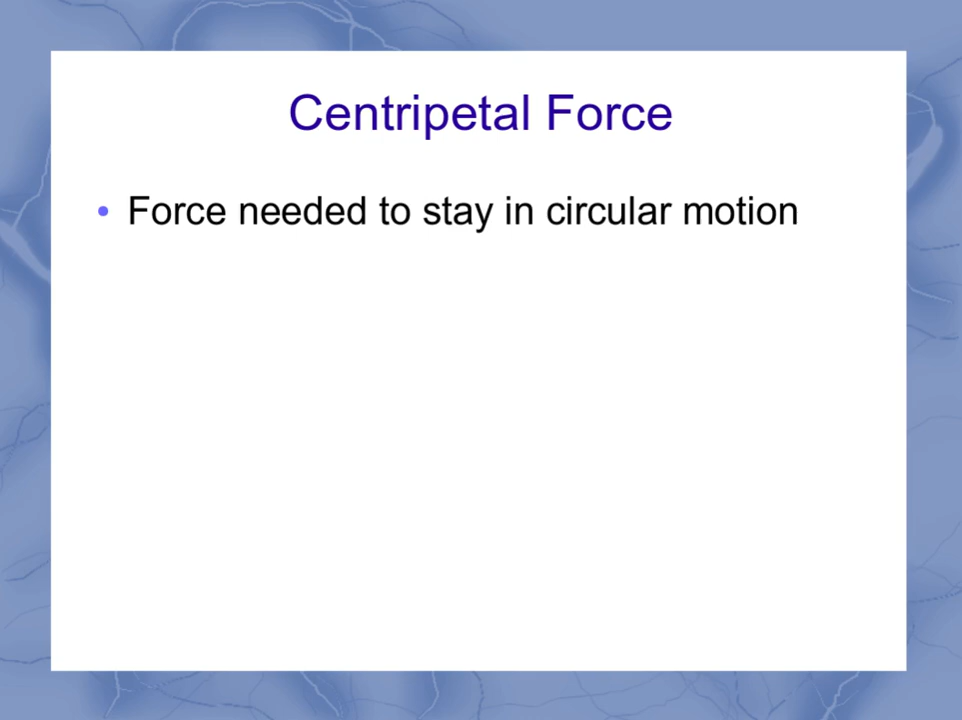 Centripetal Force
• Force needed to stay in circular motion